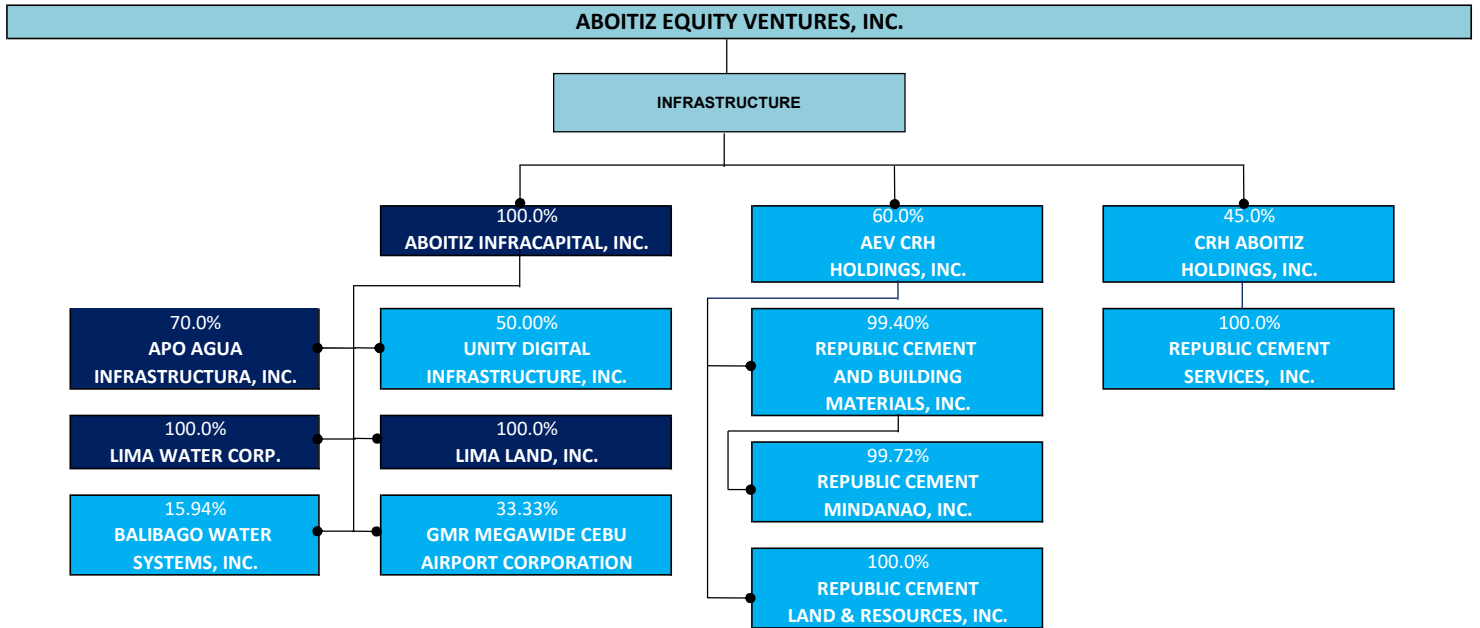 ABOITIZ EQUITY VENTURES, INC.
INFRASTRUCTURE
100.0%
ABOITIZ INFRACAPITAL, INC.
60.0%
AEV CRH
HOLDINGS, INC.
45.0%
CRH ABOITIZ
HOLDINGS, INC.
70.0%
APO AGUA
INFRASTRUCTURA, INC.
50.00%
UNITY DIGITAL
INFRASTRUCTURE, INC.
99.40%
REPUBLIC CEMENT
AND BUILDING
MATERIALS, INC.
100.0%
REPUBLIC CEMENT
SERVICES, INC.
100.0%
LIMA WATER CORP.
100.0%
LIMA LAND, INC.
99.72%
REPUBLIC CEMENT
MINDANAO, INC.
15.94%
BALIBAGO WATER
SYSTEMS, INC.
33.33%
GMR MEGAWIDE CEBU
AIRPORT CORPORATION
100.0%
REPUBLIC CEMENT
LAND & RESOURCES, INC.